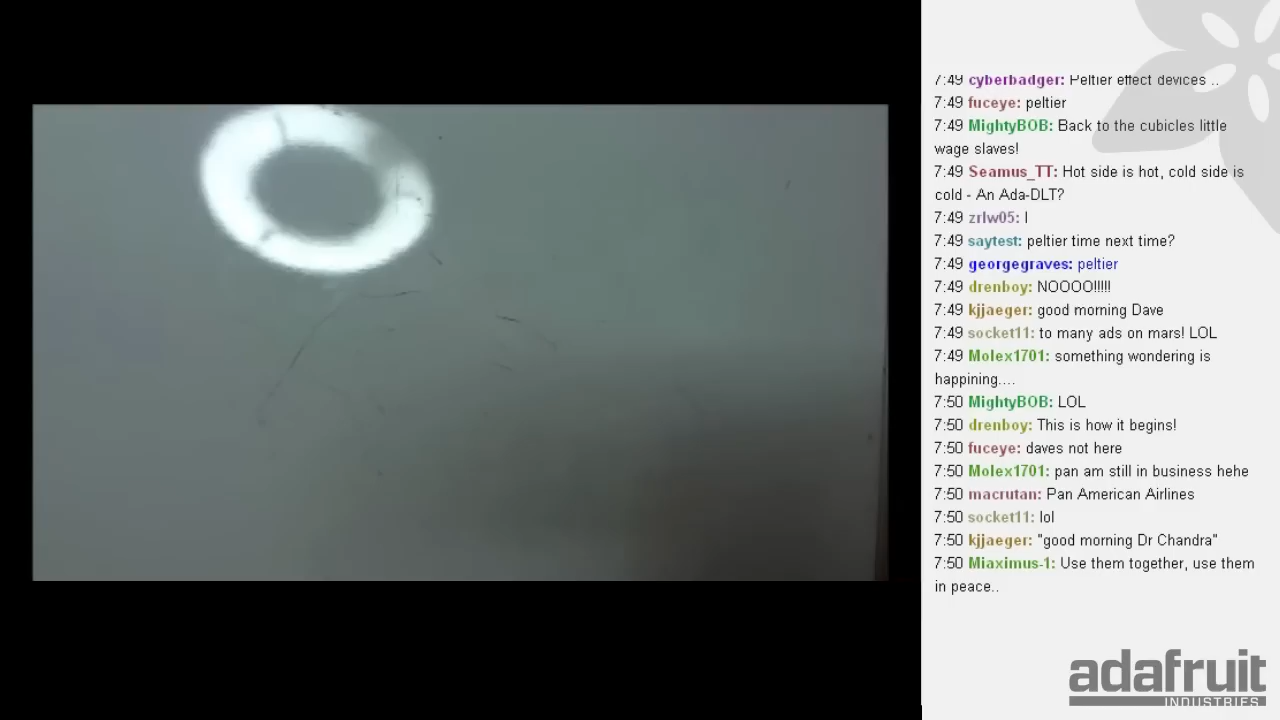 7:49 cyberbadger: Peltier effect devices ..
7:49 fuceye: peltier
7:49 MightyBOB: Back to the cubicles little
wage slaves!
7:49 Seamus_TT: Hot side is hot, cold side is
cold - An Ada-DLT?
7:49 zrlw05: I
7:49 saytest: peltier time next time?
7:49 georgegraves: peltier
7:49 drenboy: NOOOO!!!!!
7:49 kjjaeger: good morning Dave
7:49 socket11: to many ads on mars! LOL
7:49 Molex1701: something wondering is
happining....
7:50 MightyBOB: LOL
7:50 drenboy: This is how it begins!
7:50 fuceye: daves not here
7:50 Molex1701: pan am still in business hehe
7:50 macrutan: Pan American Airlines
7:50 socket11: lol
7:50 kjjaeger: "good morning Dr Chandra"
7:50 Miaximus-1: Use them together, use them
in peace..
adafruit
INDUSTRIES